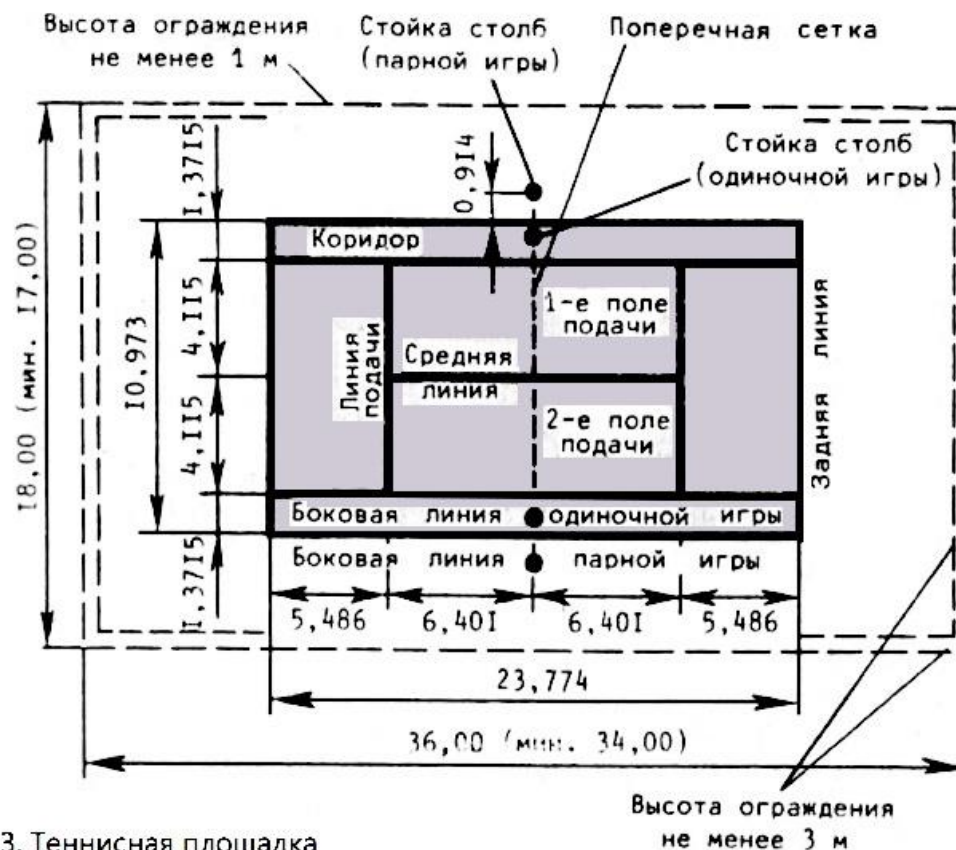 Высота ограждения
не менее 1 м
Стойка столб
(парной игры)
Поперечная сетка
Стойка столб
(одиночной игры)
18,00 (мин. 17,00)
10,973
1,3715
4,115
4,115
1,3715
0,914
Коридор
1-е поле
подачи
Линия
подачи
Средняя
линия
2-е поле
подачи
Задняя линия
Боковая линия одиночной игры
Боковая линия парной игры
5,486 6,401 6,401 5,486
23,774
36,00 (мин. 34,00)
Высота ограждения
не менее 3 м
3. Теннисная площадка